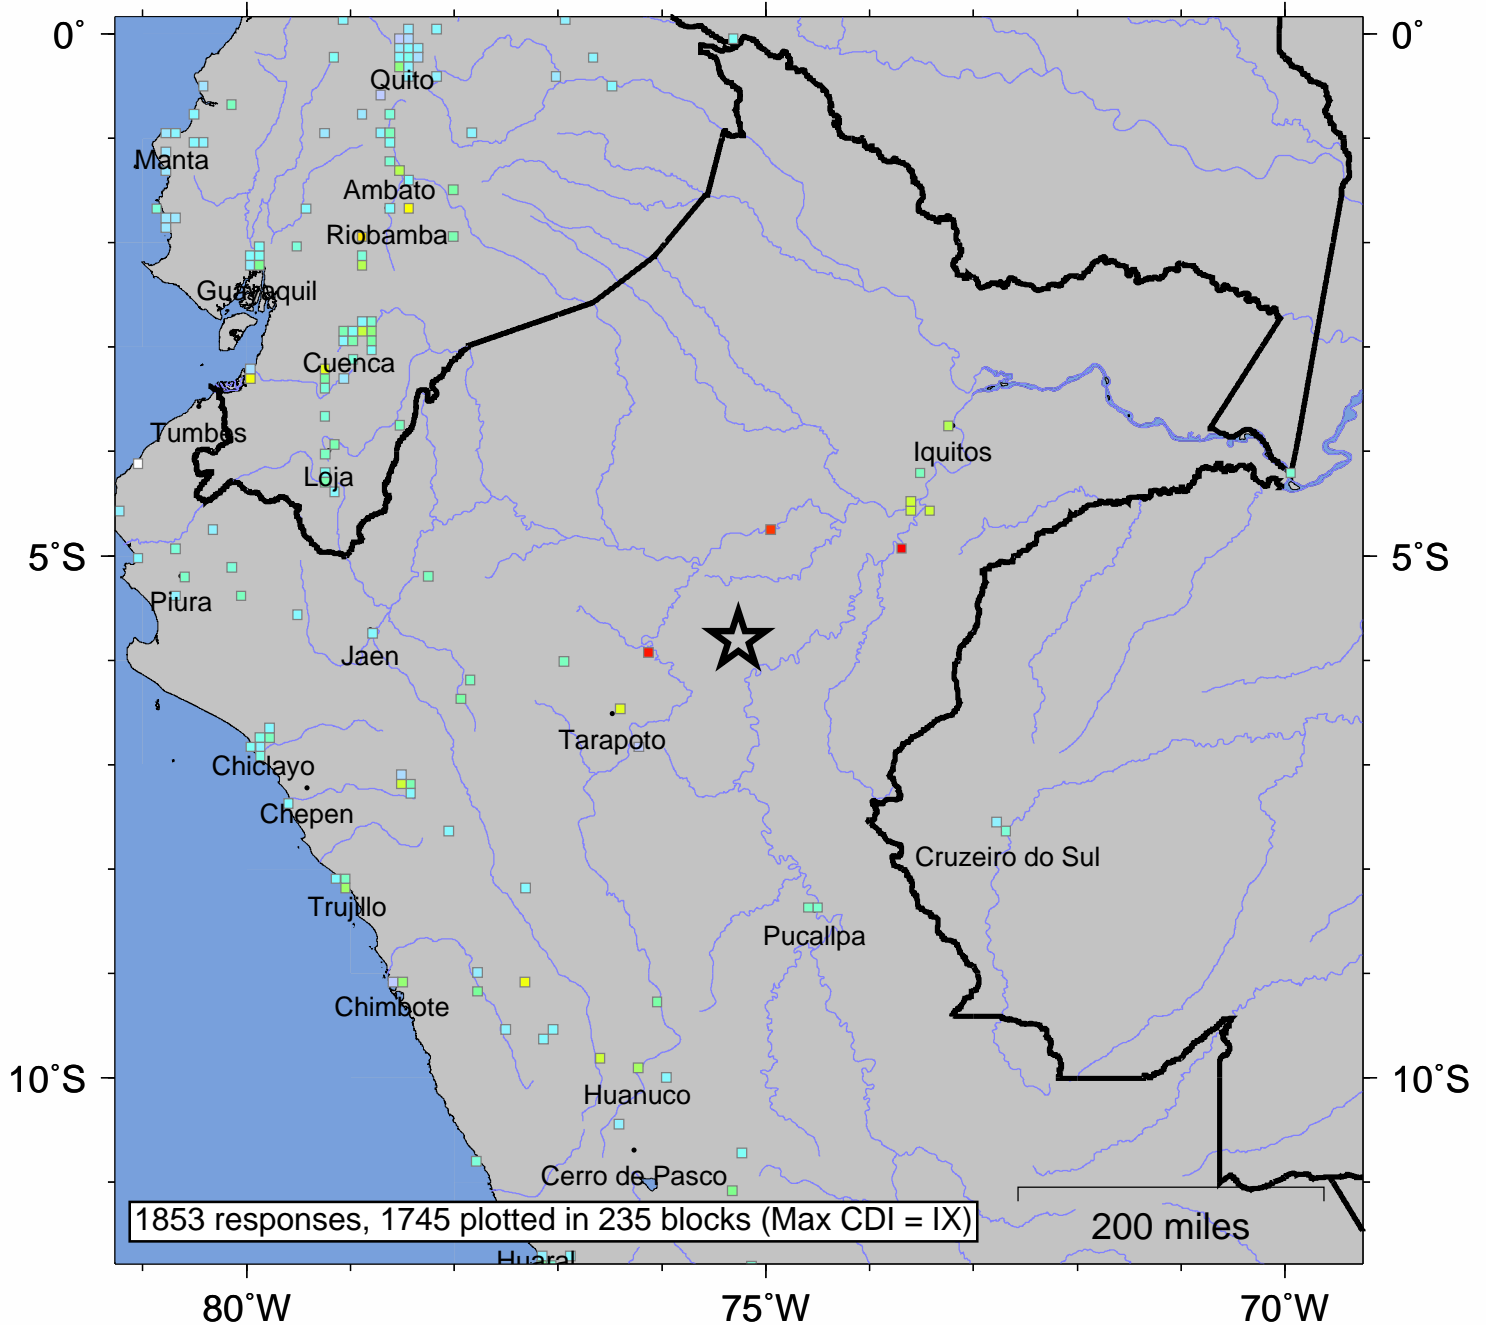 0˚ 0˚
Quito
Manta
Ambato
Riobamba
Guayaquil
Cuenca
Tumbes
Iquitos
Loja
5˚S 5˚S
Piura
Jaen
Tarapoto
Chiclayo
Chepen
Cruzeiro do Sul
Trujillo
Pucallpa
Chimbote
10˚S 10˚S
Huanuco
Cerro de Pasco
1853 responses, 1745 plotted in 235 blocks (Max CDI = IX)
200 miles
Huaral
80˚W 75˚W 70˚W